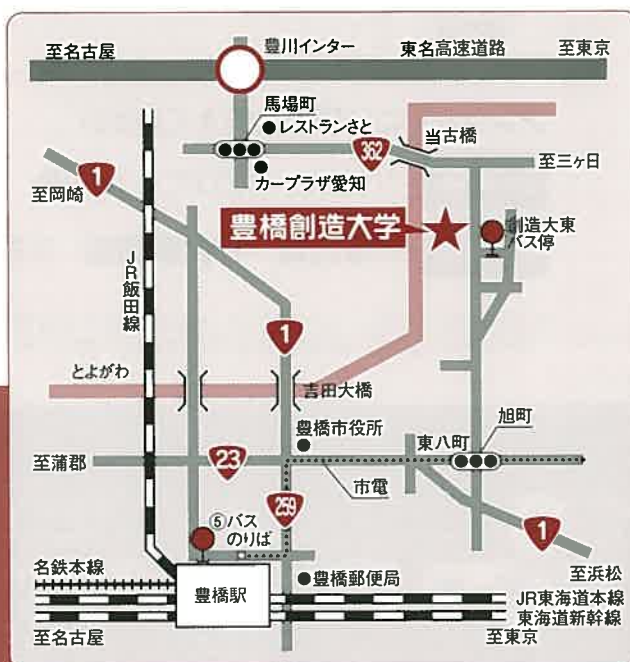 至名古屋
豊川インター
東名高速道路
至東京
馬場町
レストランさと
362
当古橋
至三ヶ日
カープラザ愛知
1
至岡崎
豊橋創造大学
創造大東
バス停
JR飯田線
1
とよがわ
吉田大橋
豊橋市役所
東八町
旭町
至蒲郡
23
市電
259
⑤バス
のりば
1
至浜松
名鉄本線
豊橋駅
豊橋郵便局
JR東海道本線
東海道新幹線
至名古屋
至東京